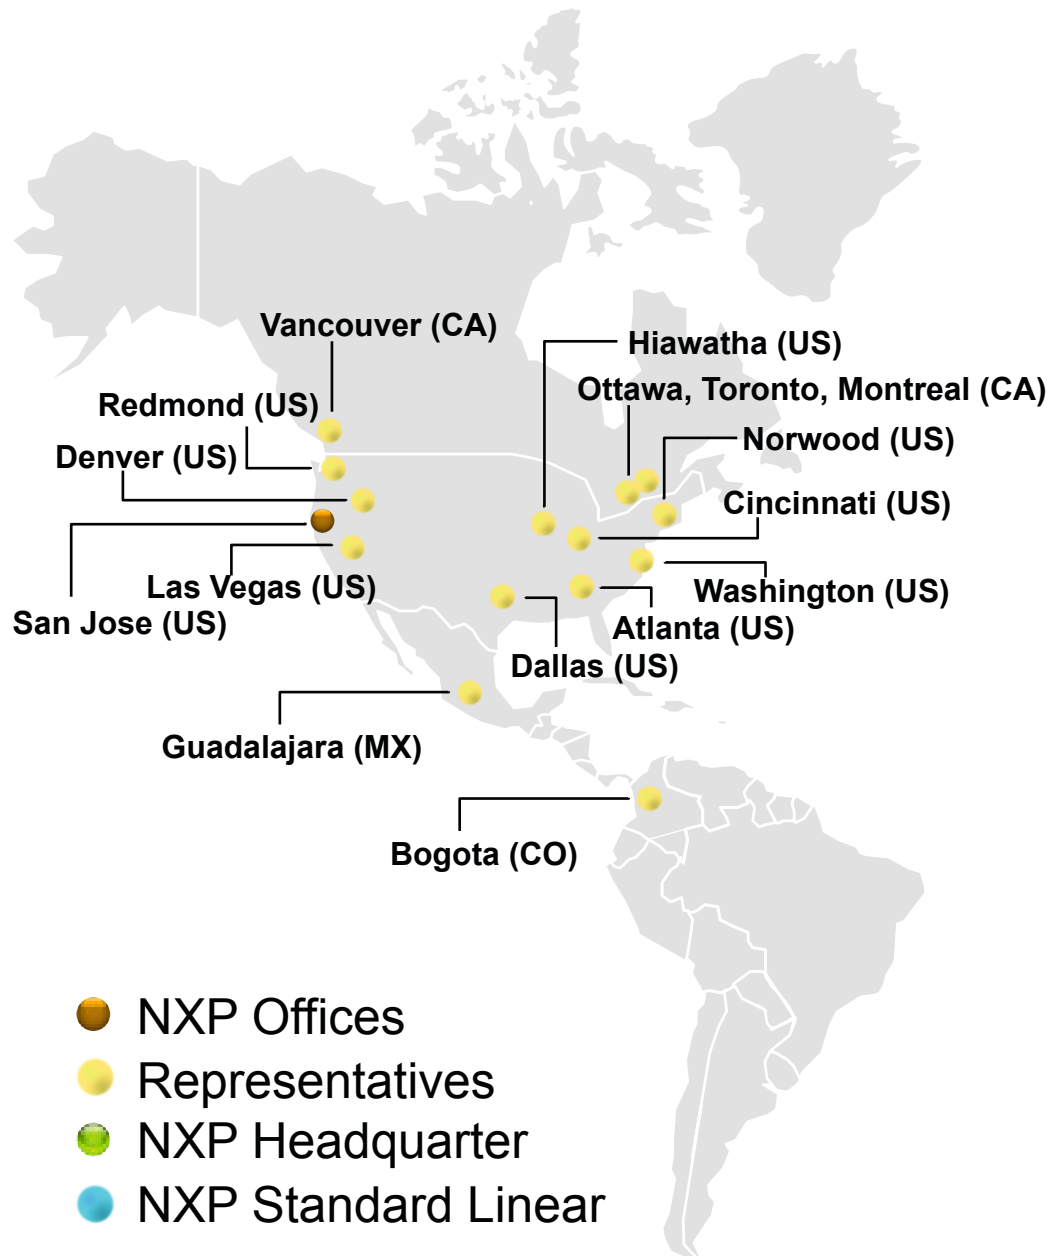 Vancouver (CA)
Hiawatha (US)
Ottawa, Toronto, Montreal (CA)
Redmond (US)
Norwood (US)
Denver (US)
Cincinnati (US)
Las Vegas (US)
Washington (US)
San Jose (US)
Atlanta (US)
Dallas (US)
Guadalajara (MX)
Bogota (CO)
NXP Offices
Representatives
NXP Headquarter
NXP Standard Linear